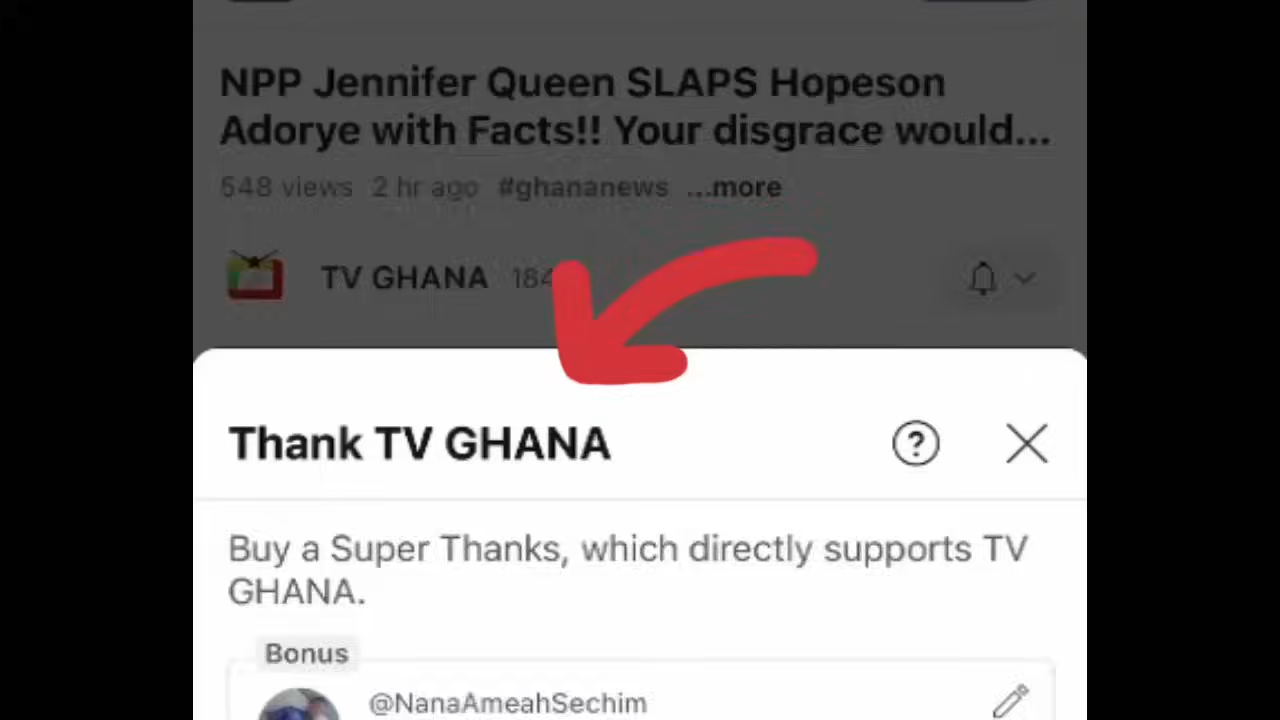 NPP Jennifer Queen SLAPS Hopeson
Adorye with Facts!! Your disgrace would...
548 views 2 hr ago #ghananews ...more
TV GHANA 184
Thank TV GHANA
?
Buy a Super Thanks, which directly supports TV
GHANA.
Bonus
@NanaAmeahSechim